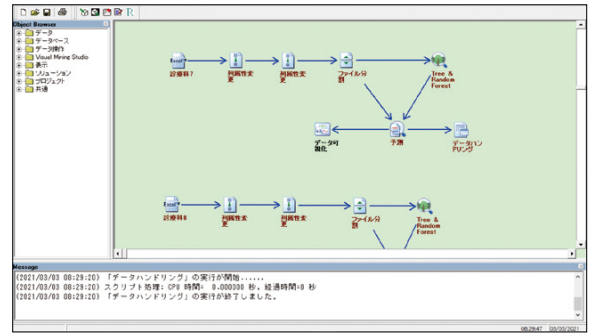 Object Browser
データ
データベース
データ操作
Visual Mining Studio
表示
ソリューション
プロジェクト
共通
診療科7
列属性変
更
列属性変
更
ファイル分
割
Tree &
Random
Forest
データ可
視化
予測
データハン
ドリング
診療科8
列属性変
更
列属性変
更
ファイル分
割
Tree &
Random
Forest
Message
(2021/03/03 08:29:20) 「データハンドリング」の実行が開始......
(2021/03/03 08:29:20) スクリプト処理: CPU 時間= 0.000000 秒, 経過時間=0 秒
(2021/03/03 08:29:20) 「データハンドリング」の実行が終了しました。
08:29:47 03/03/2021